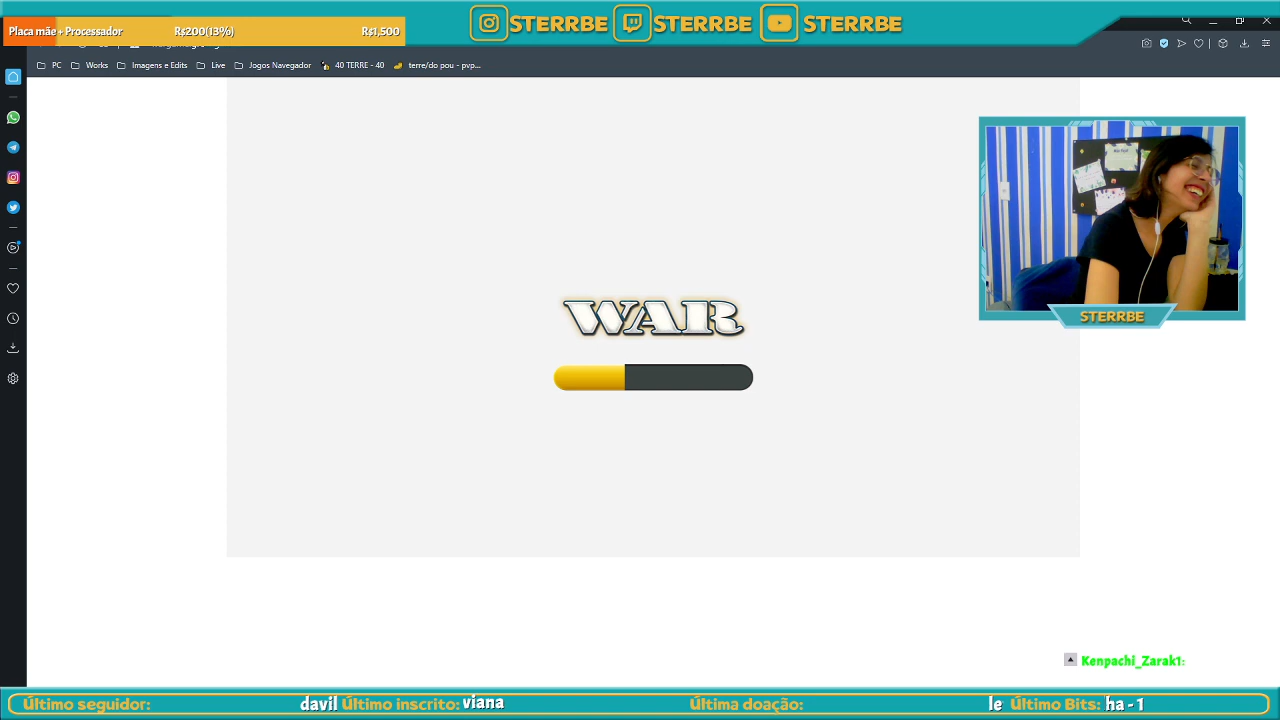 Placa mãe + Processador R$200(13%) R$1,500
STERRBE STERRBE STERRBE
PC Works Imagens e Edits Live Jogos Navegador 40 TERRE - 40 terre/do pou - pvp...
WAR
STERRBE
Kenpachi_Zarak1:
Último seguidor: davil Último inscrito: viana Última doação: le Último Bits: ha - 1